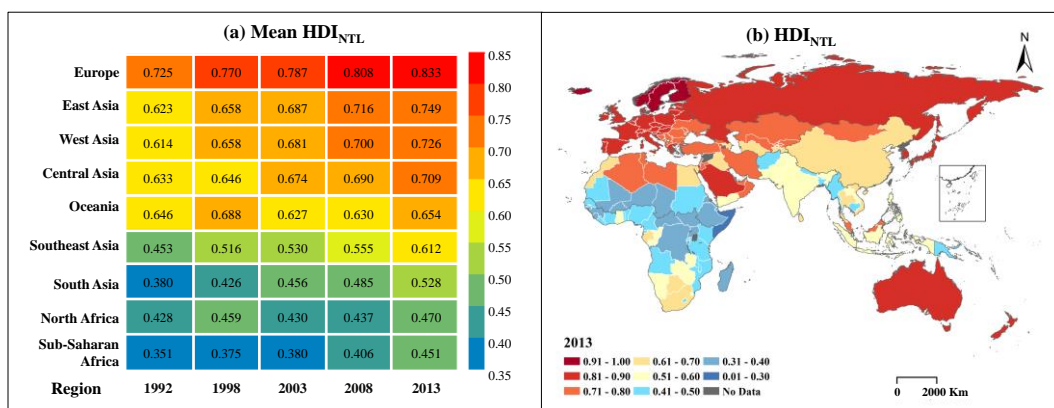 (a) Mean HDI_NTL
Europe 0.725 0.770 0.787 0.808 0.833
East Asia 0.623 0.658 0.687 0.716 0.749
West Asia 0.614 0.658 0.681 0.700 0.726
Central Asia 0.633 0.646 0.674 0.690 0.709
Oceania 0.646 0.688 0.627 0.630 0.654
Southeast Asia 0.453 0.516 0.530 0.555 0.612
South Asia 0.380 0.426 0.456 0.485 0.528
North Africa 0.428 0.459 0.430 0.437 0.470
Sub-Saharan
Africa 0.351 0.375 0.380 0.406 0.451
Region 1992 1998 2003 2008 2013
0.85
0.80
0.75
0.70
0.65
0.60
0.55
0.50
0.45
0.40
0.35
(b) HDI_NTL
N
2013
0.91 - 1.00 0.61 - 0.70 0.31 - 0.40
0.81 - 0.90 0.51 - 0.60 0.01 - 0.30
0.71 - 0.80 0.41 - 0.50 No Data
0 2000 Km